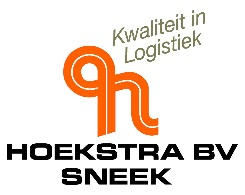 Kwaliteit in
Logistiek
HOEKSTRA BV
SNEEK